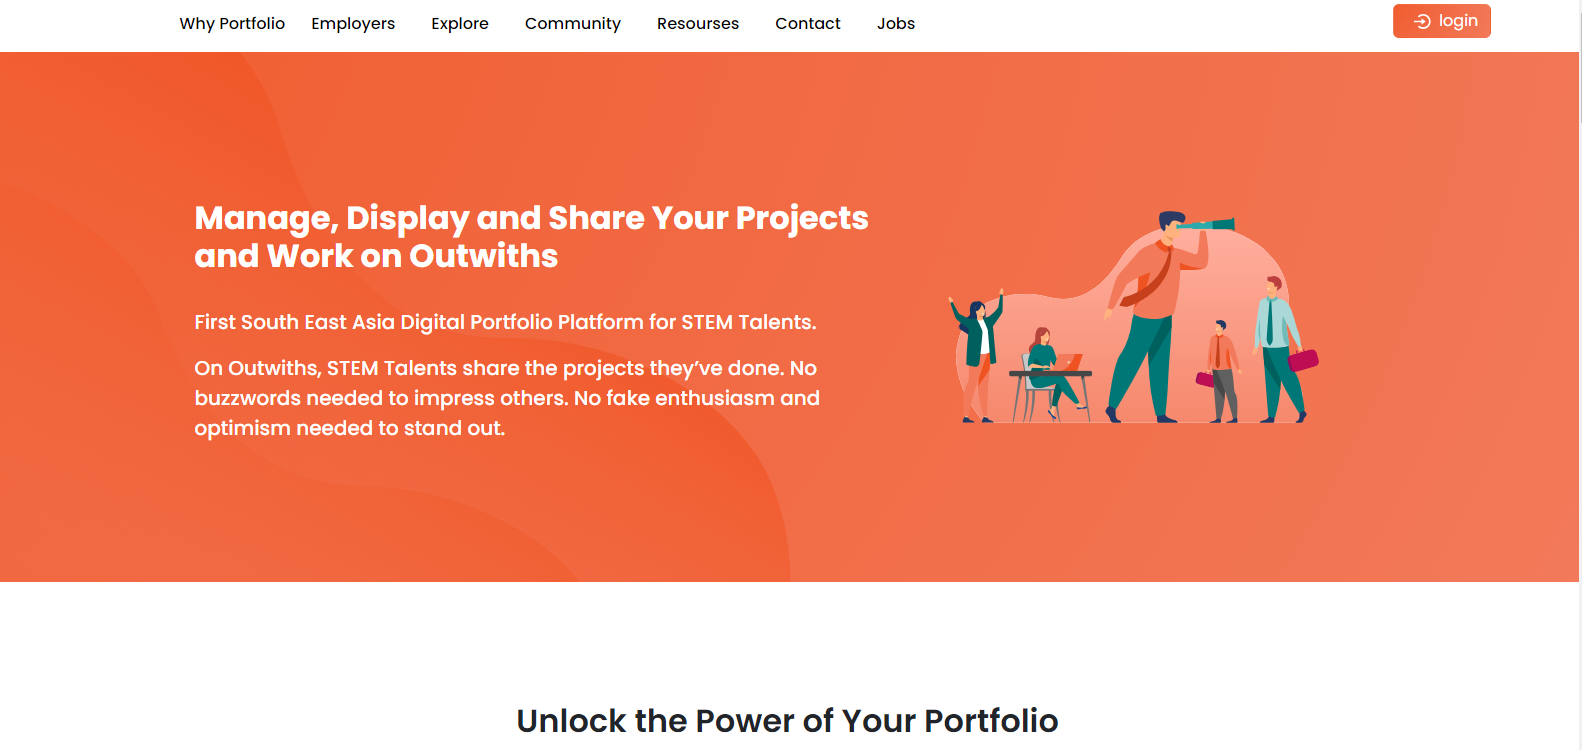 Why Portfolio Employers Explore Community Resourses Contact Jobs login
Manage, Display and Share Your Projects
and Work on Outwiths
First South East Asia Digital Portfolio Platform for STEM Talents.
On Outwiths, STEM Talents share the projects they’ve done. No
buzzwords needed to impress others. No fake enthusiasm and
optimism needed to stand out.
Unlock the Power of Your Portfolio